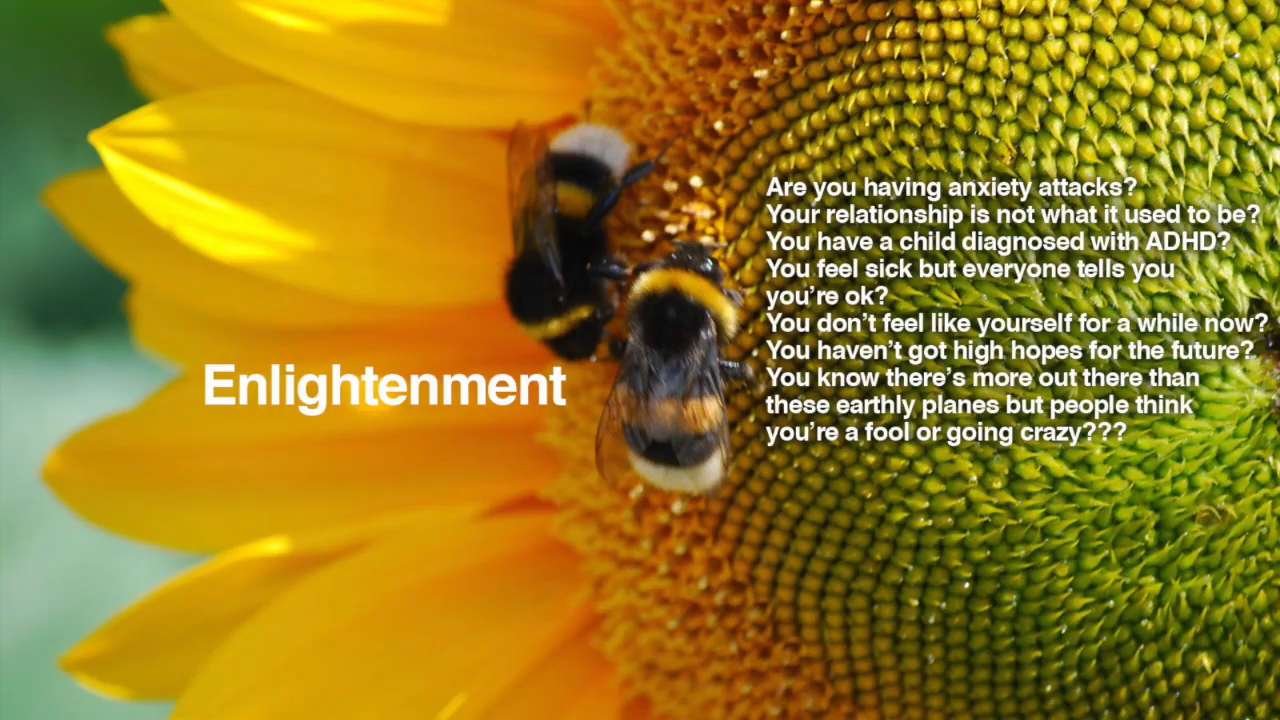 Enlightenment
Are you having anxiety attacks?
Your relationship is not what it used to be?
You have a child diagnosed with ADHD?
You feel sick but everyone tells you
you’re ok?
You don’t feel like yourself for a while now?
You haven’t got high hopes for the future?
You know there’s more out there than
these earthly planes but people think
you’re a fool or going crazy???